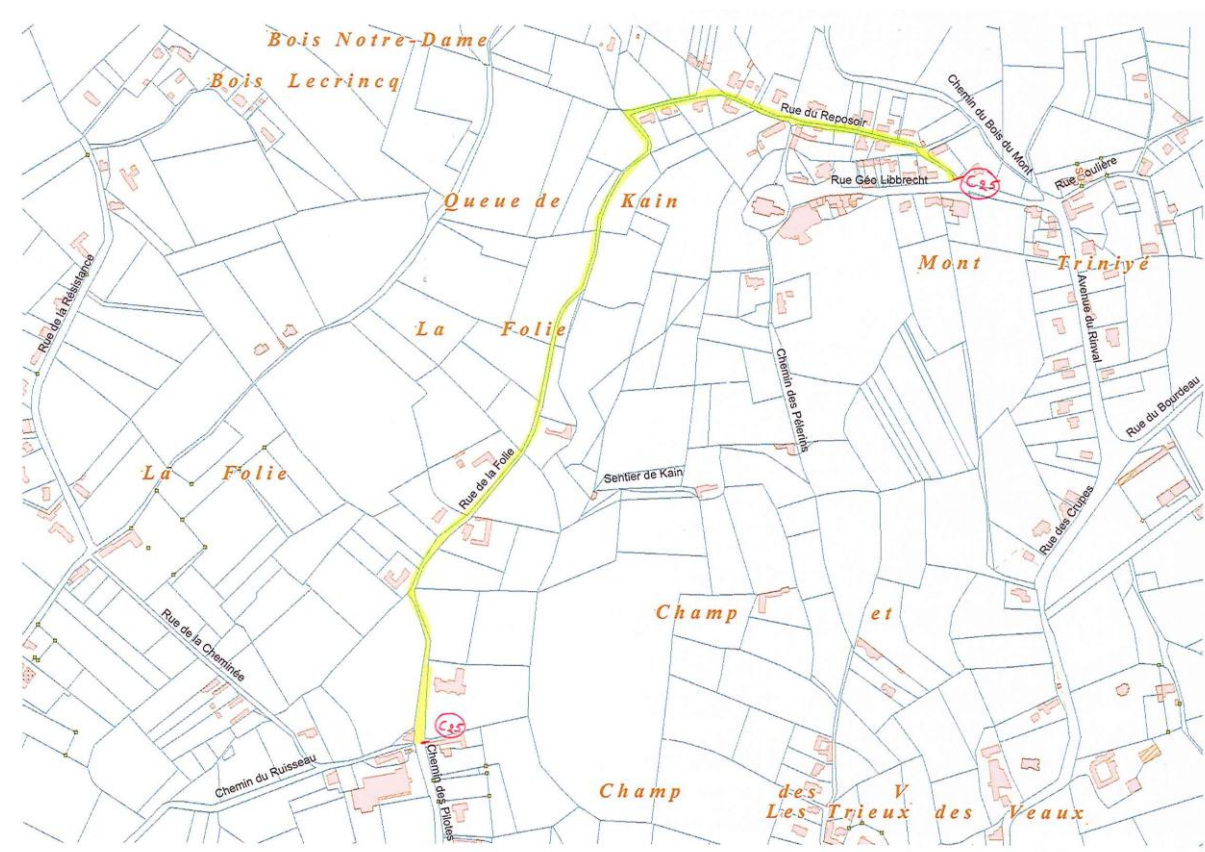 Bois Notre-Dame
Bois Lecrincq
Chemin du Bois du Mont
Rue du Reposoir
Rue Géo Libbrecht
C25
Queue de Kain
Mont Triniyé
Rue de la Résistance
Avenue du Rinval
La Folie
Chemin des Pélerins
Rue du Bourdeau
La Folie
Rue de la Folie
Sentier de Kain
Rue des Crupes
Champ et
Rue de la Cheminée
C25
Chemin du Ruisseau
Chemin des Pilotes
Champ des V
Les Trieux des Veaux